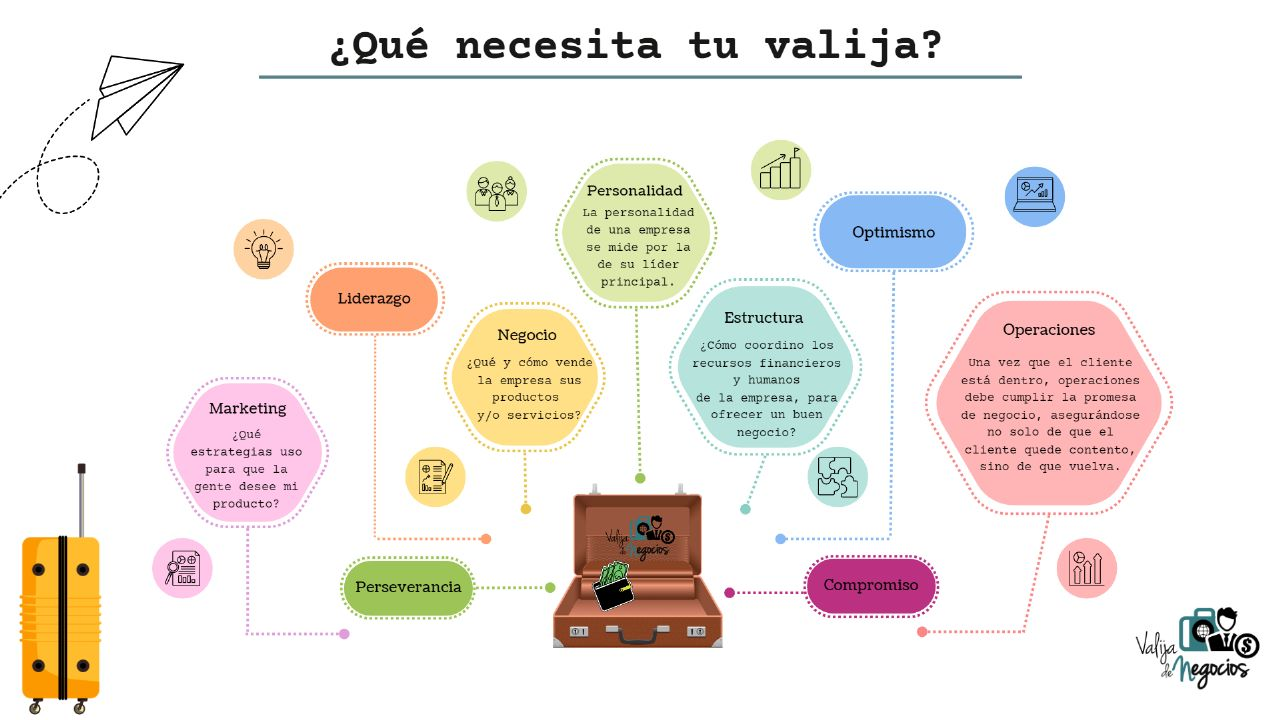 ¿Qué necesita tu valija?
Personalidad
La personalidad
de una empresa
se mide por la
de su líder
principal.
Optimismo
Liderazgo
Negocio
¿Qué y cómo vende
la empresa sus
productos
y/o servicios?
Estructura
¿Cómo coordino los
recursos financieros
y humanos
de la empresa, para
ofrecer un buen
negocio?
Operaciones
Una vez que el cliente
está dentro, operaciones
debe cumplir la promesa
de negocio, asegurándose
no solo de que el
cliente quede contento,
sino de que vuelva.
Marketing
¿Qué
estrategias uso
para que la
gente desee mi
producto?
Perseverancia
Compromiso
Valija
de Negocios
Valija
de Negocios